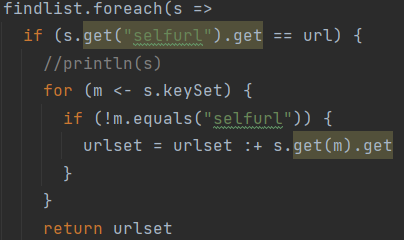 findlist.foreach(s =>
if (s.get("selfurl").get == url) {
//println(s)
for (m <- s.keySet) {
if (!m.equals("selfurl")) {
urlset = urlset :+ s.get(m).get
}
}
return urlset